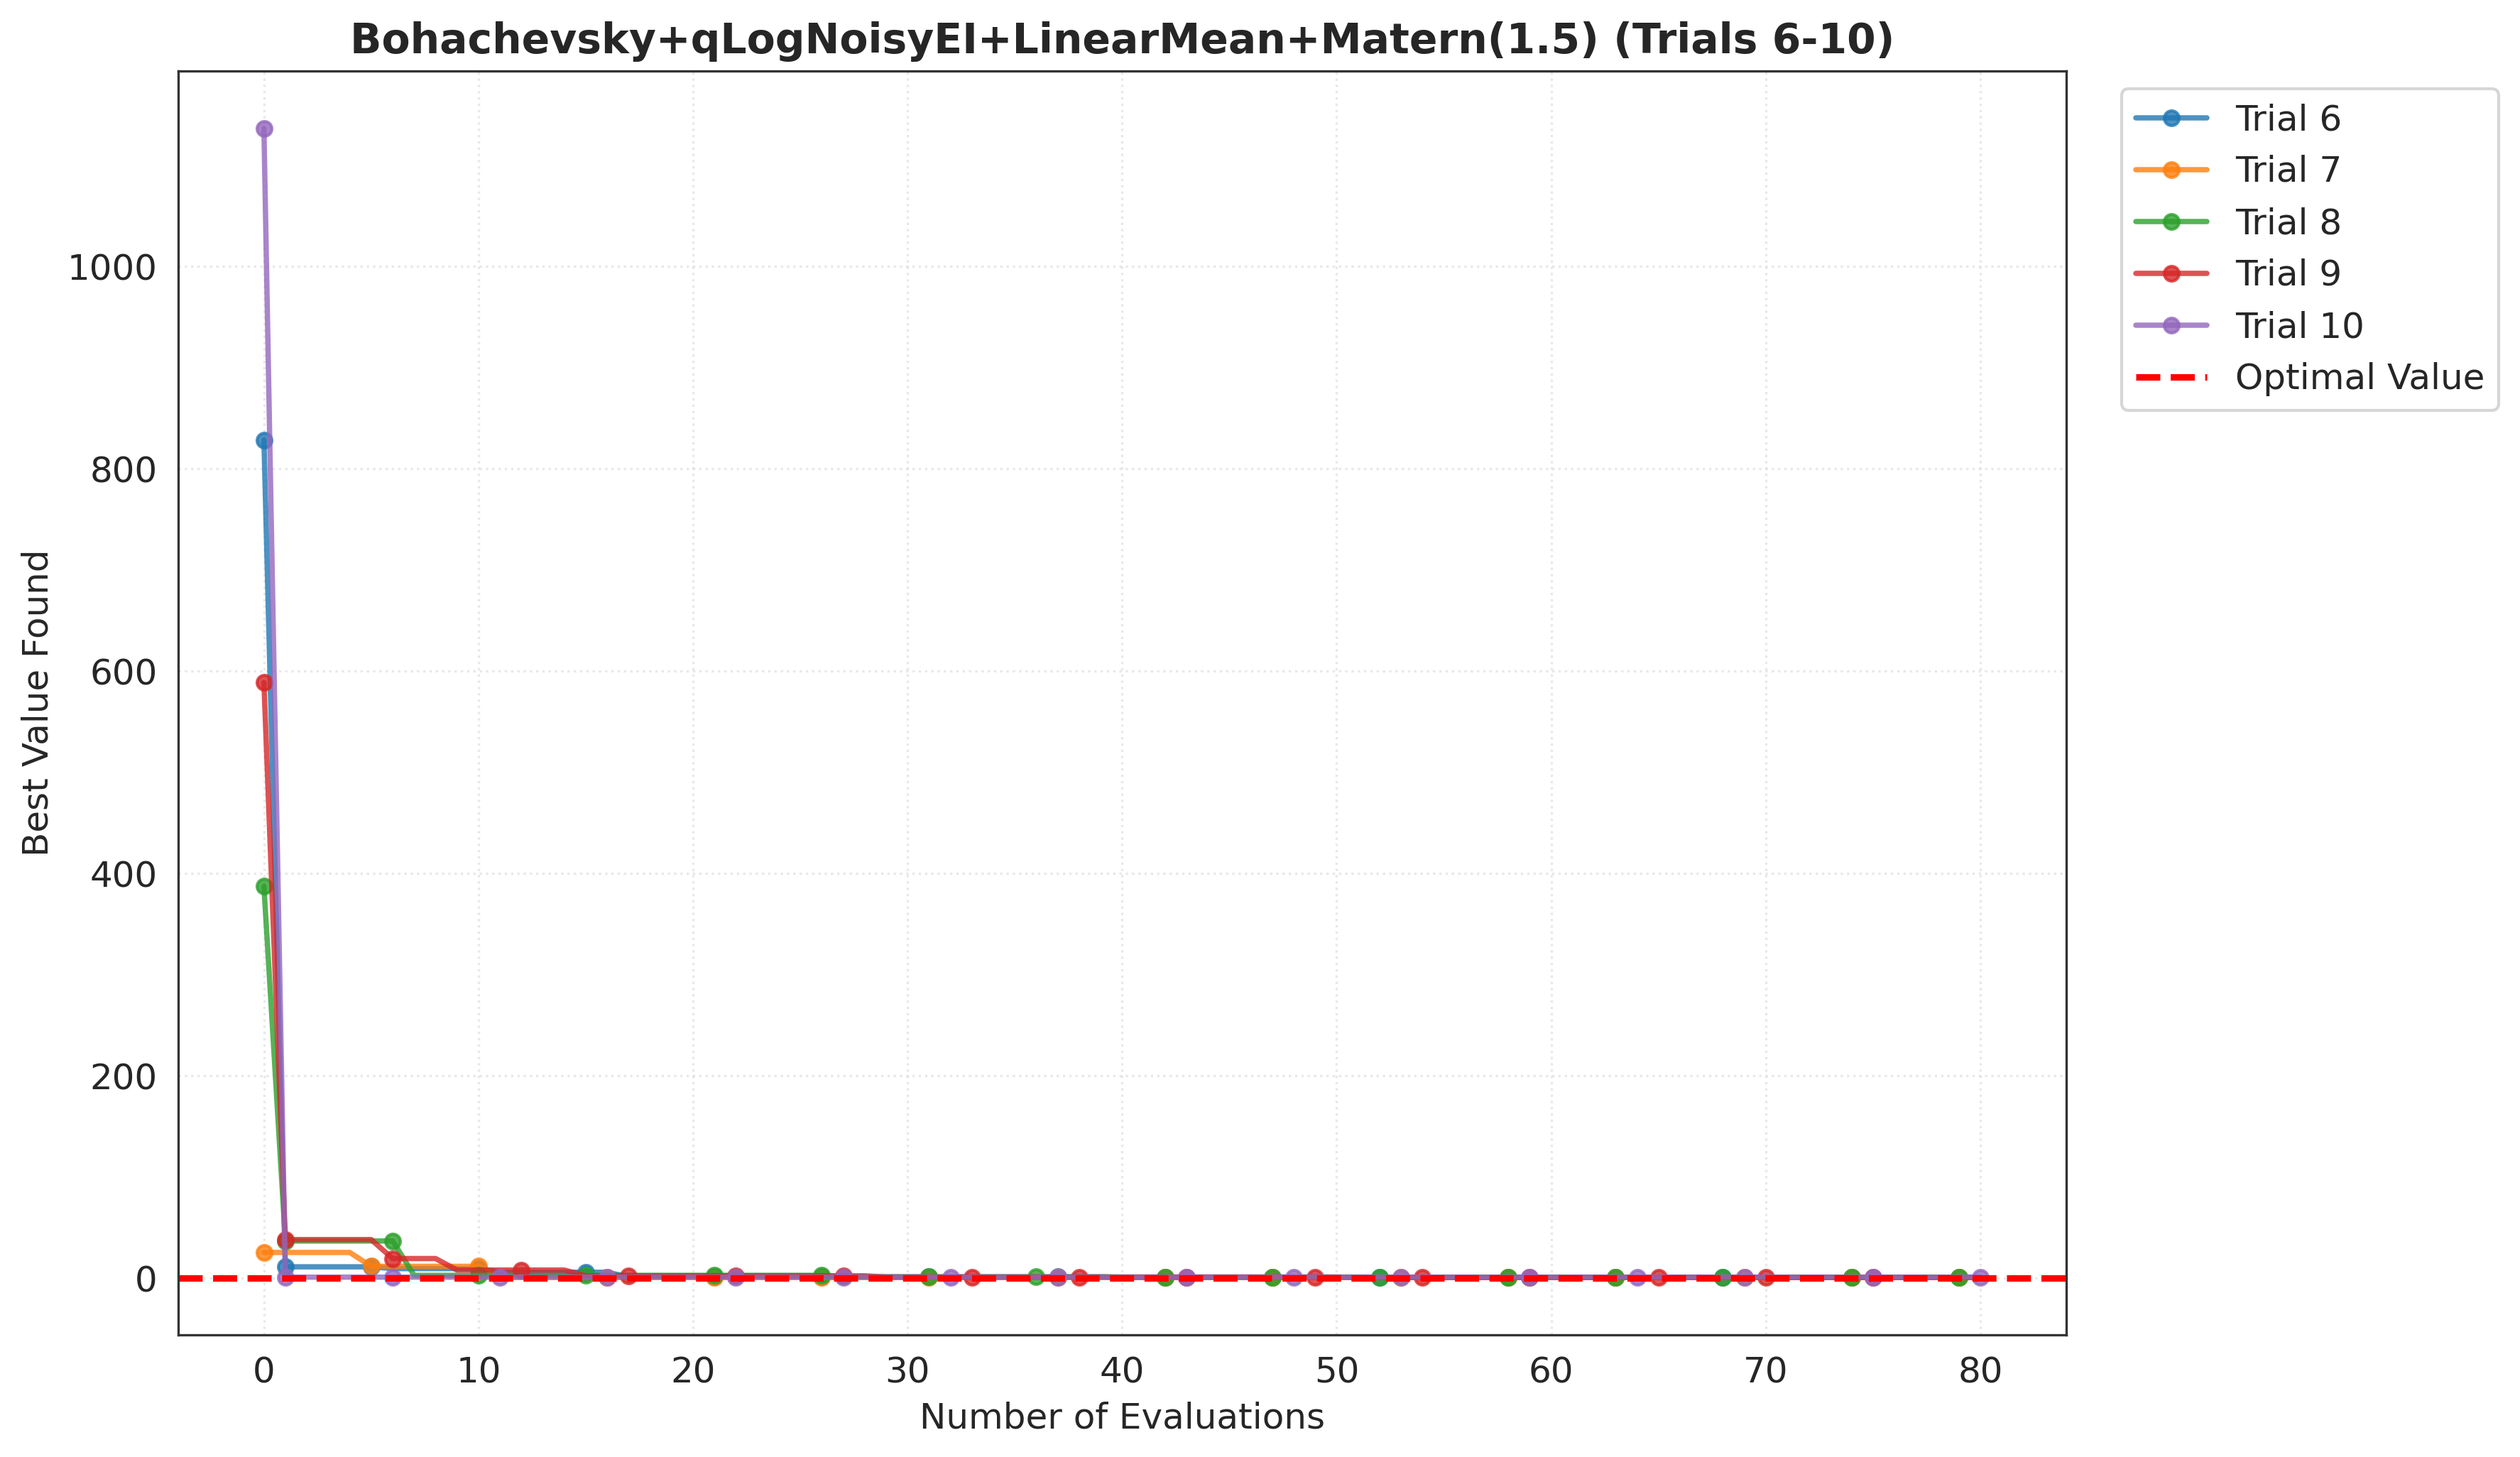 Bohachevsky+qLogNoisyEI+LinearMean+Matern(1.5) (Trials 6-10)
Trial 6
Trial 7
Trial 8
Trial 9
Trial 10
Optimal Value
Best Value Found
1000
800
600
400
200
0
0 10 20 30 40 50 60 70 80
Number of Evaluations